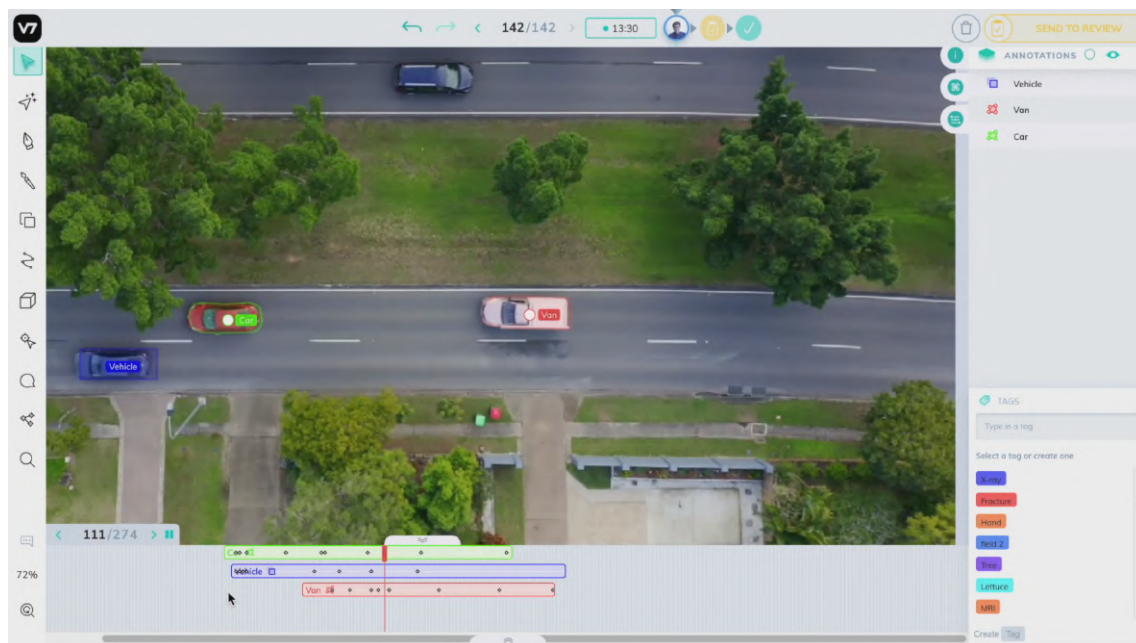 V7
142/142
13:30
SEND TO REVIEW
ANNOTATIONS
Vehicle
Van
Car
Car
Van
Vehicle
TAGS
Type in a tag
Select a tag or create one
X-ray
Fracture
Hand
field 2
Tree
Lettuce
MRI
Create Tag
111/274
Vehicle
Van
72%